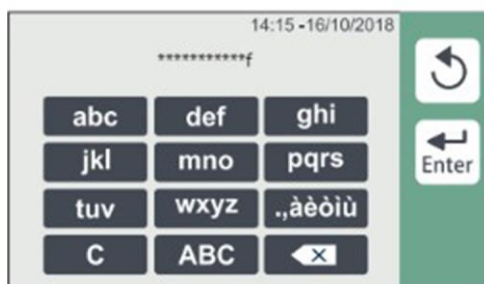 14:15 -16/10/2018
***********f
abc def ghi
jkl mno pqrs
Enter
tuv wxyz .,àèòìù
C ABC